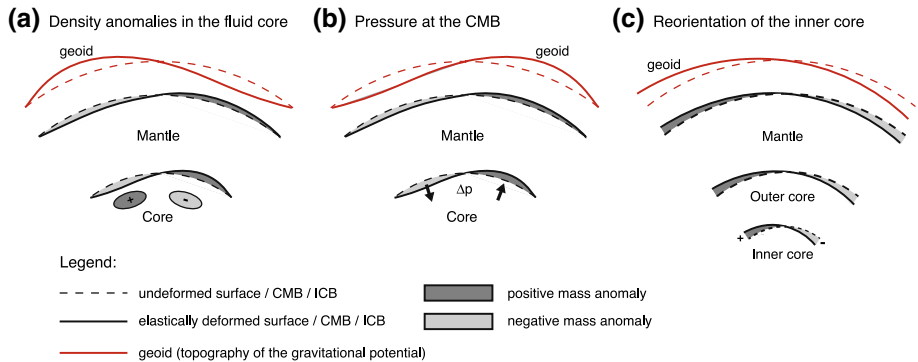 (a) Density anomalies in the fluid core
geoid
Mantle
+
-
Core
(b) Pressure at the CMB
geoid
Mantle
Δp
Core
(c) Reorientation of the inner core
geoid
Mantle
Outer core
+
-
Inner core
Legend:
undeformed surface / CMB / ICB
elastically deformed surface / CMB / ICB
geoid (topography of the gravitational potential)
positive mass anomaly
negative mass anomaly